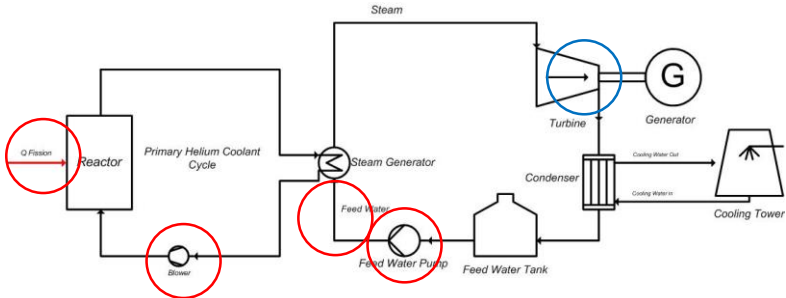 Steam
G
Turbine
Generator
Q Fission
Reactor
Primary Helium Coolant
Cycle
Steam Generator
Condenser
Cooling Water Out
Cooling Water In
Cooling Tower
Feed Water
Blower
Feed Water Pump
Feed Water Tank